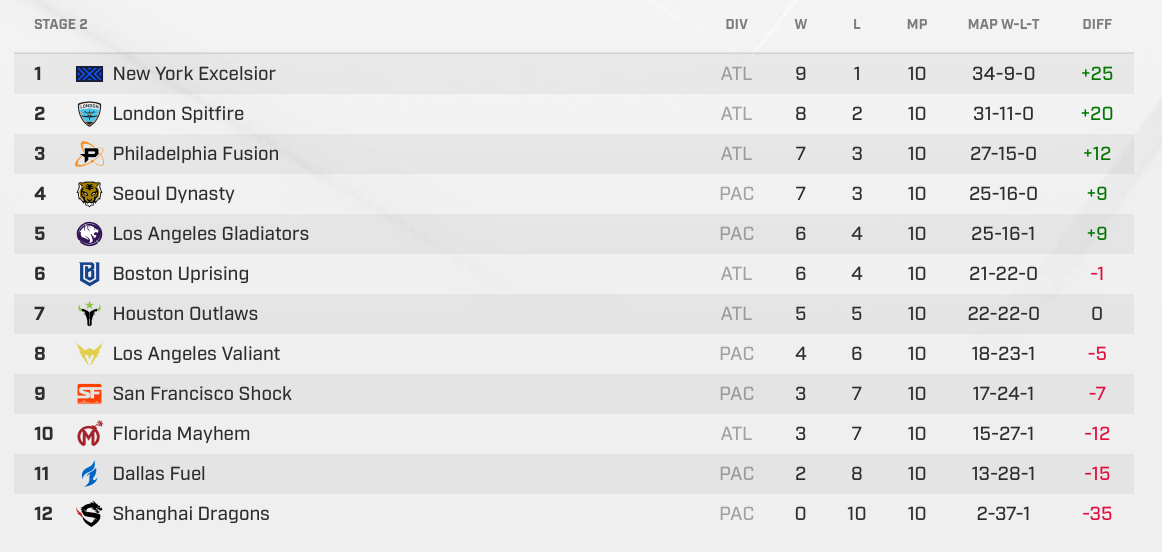 STAGE 2 DIV W L MP MAP W-L-T DIFF
1 New York Excelsior ATL 9 1 10 34-9-0 +25
2 LONDON London Spitfire ATL 8 2 10 31-11-0 +20
3 P Philadelphia Fusion ATL 7 3 10 27-15-0 +12
4 Seoul Dynasty PAC 7 3 10 25-16-0 +9
5 Los Angeles Gladiators PAC 6 4 10 25-16-1 +9
6 Boston Uprising ATL 6 4 10 21-22-0 -1
7 Houston Outlaws ATL 5 5 10 22-22-0 0
8 Los Angeles Valiant PAC 4 6 10 18-23-1 -5
9 SF San Francisco Shock PAC 3 7 10 17-24-1 -7
10 M Florida Mayhem ATL 3 7 10 15-27-1 -12
11 Dallas Fuel PAC 2 8 10 13-28-1 -15
12 S Shanghai Dragons PAC 0 10 10 2-37-1 -35